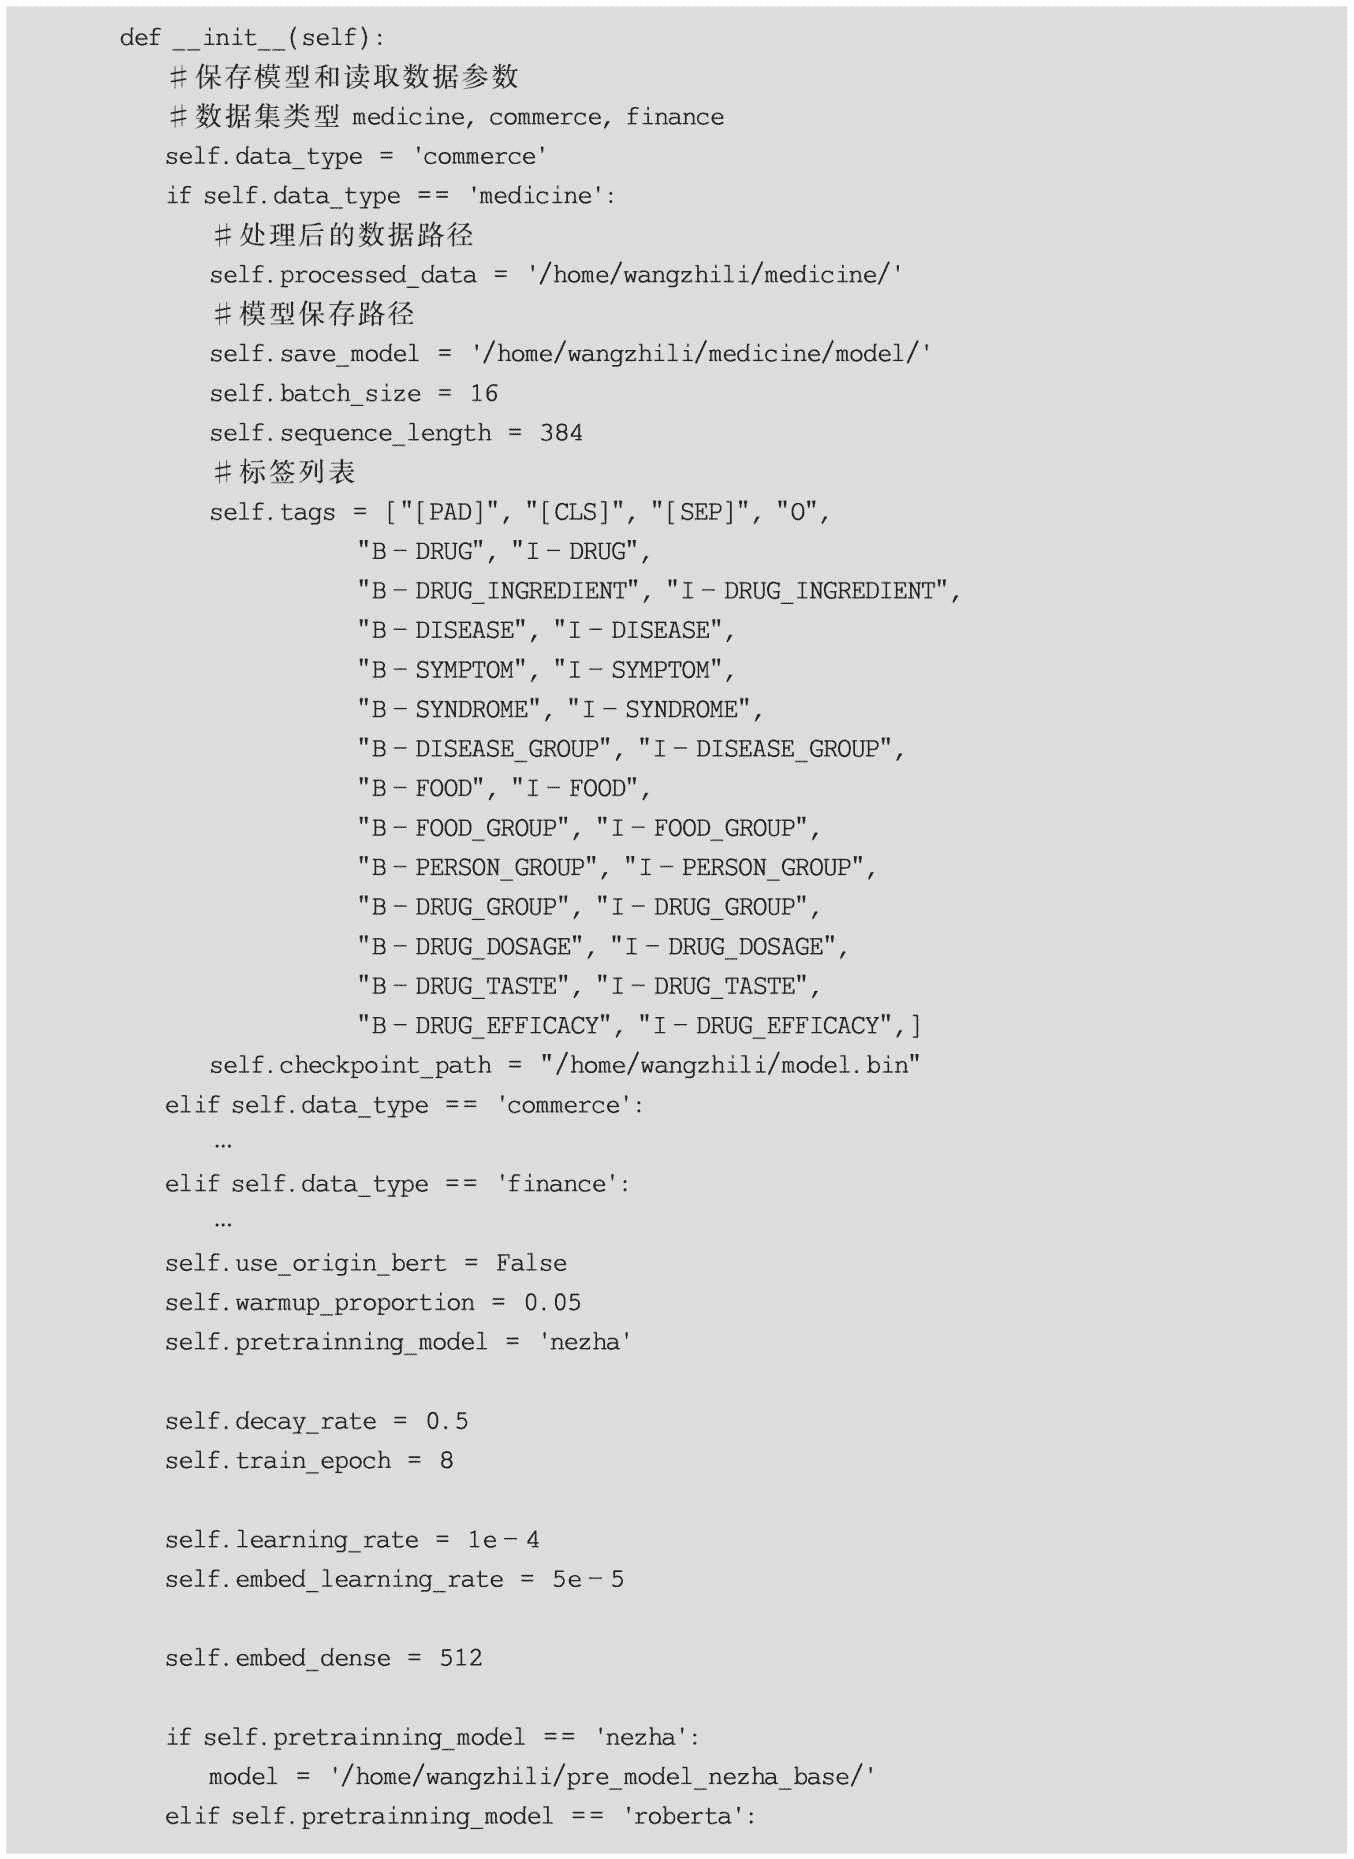 def __init__(self):
#保存模型和读取数据参数
#数据集类型 medicine, commerce, finance
self.data_type = 'commerce'
if self.data_type == 'medicine':
#处理后的数据路径
self.processed_data = '/home/wangzhili/medicine/'
#模型保存路径
self.save_model = '/home/wangzhili/medicine/model/'
self.batch_size = 16
self.sequence_length = 384
#标签列表
self.tags = ["[PAD]", "[CLS]", "[SEP]", "O",
"B-DRUG", "I-DRUG",
"B-DRUG_INGREDIENT", "I-DRUG_INGREDIENT",
"B-DISEASE", "I-DISEASE",
"B-SYMPTOM", "I-SYMPTOM",
"B-SYNDROME", "I-SYNDROME",
"B-DISEASE_GROUP", "I-DISEASE_GROUP",
"B-FOOD", "I-FOOD",
"B-FOOD_GROUP", "I-FOOD_GROUP",
"B-PERSON_GROUP", "I-PERSON_GROUP",
"B-DRUG_GROUP", "I-DRUG_GROUP",
"B-DRUG_DOSAGE", "I-DRUG_DOSAGE",
"B-DRUG_TASTE", "I-DRUG_TASTE",
"B-DRUG_EFFICACY", "I-DRUG_EFFICACY",]
self.checkpoint_path = "/home/wangzhili/model.bin"
elif self.data_type == 'commerce':
…
elif self.data_type == 'finance':
…
self.use_origin_bert = False
self.warmup_proportion = 0.05
self.pretrainning_model = 'nezha'
self.decay_rate = 0.5
self.train_epoch = 8
self.learning_rate = 1e-4
self.embed_learning_rate = 5e-5
self.embed_dense = 512
if self.pretrainning_model == 'nezha':
model = '/home/wangzhili/pre_model_nezha_base/'
elif self.pretrainning_model == 'roberta':